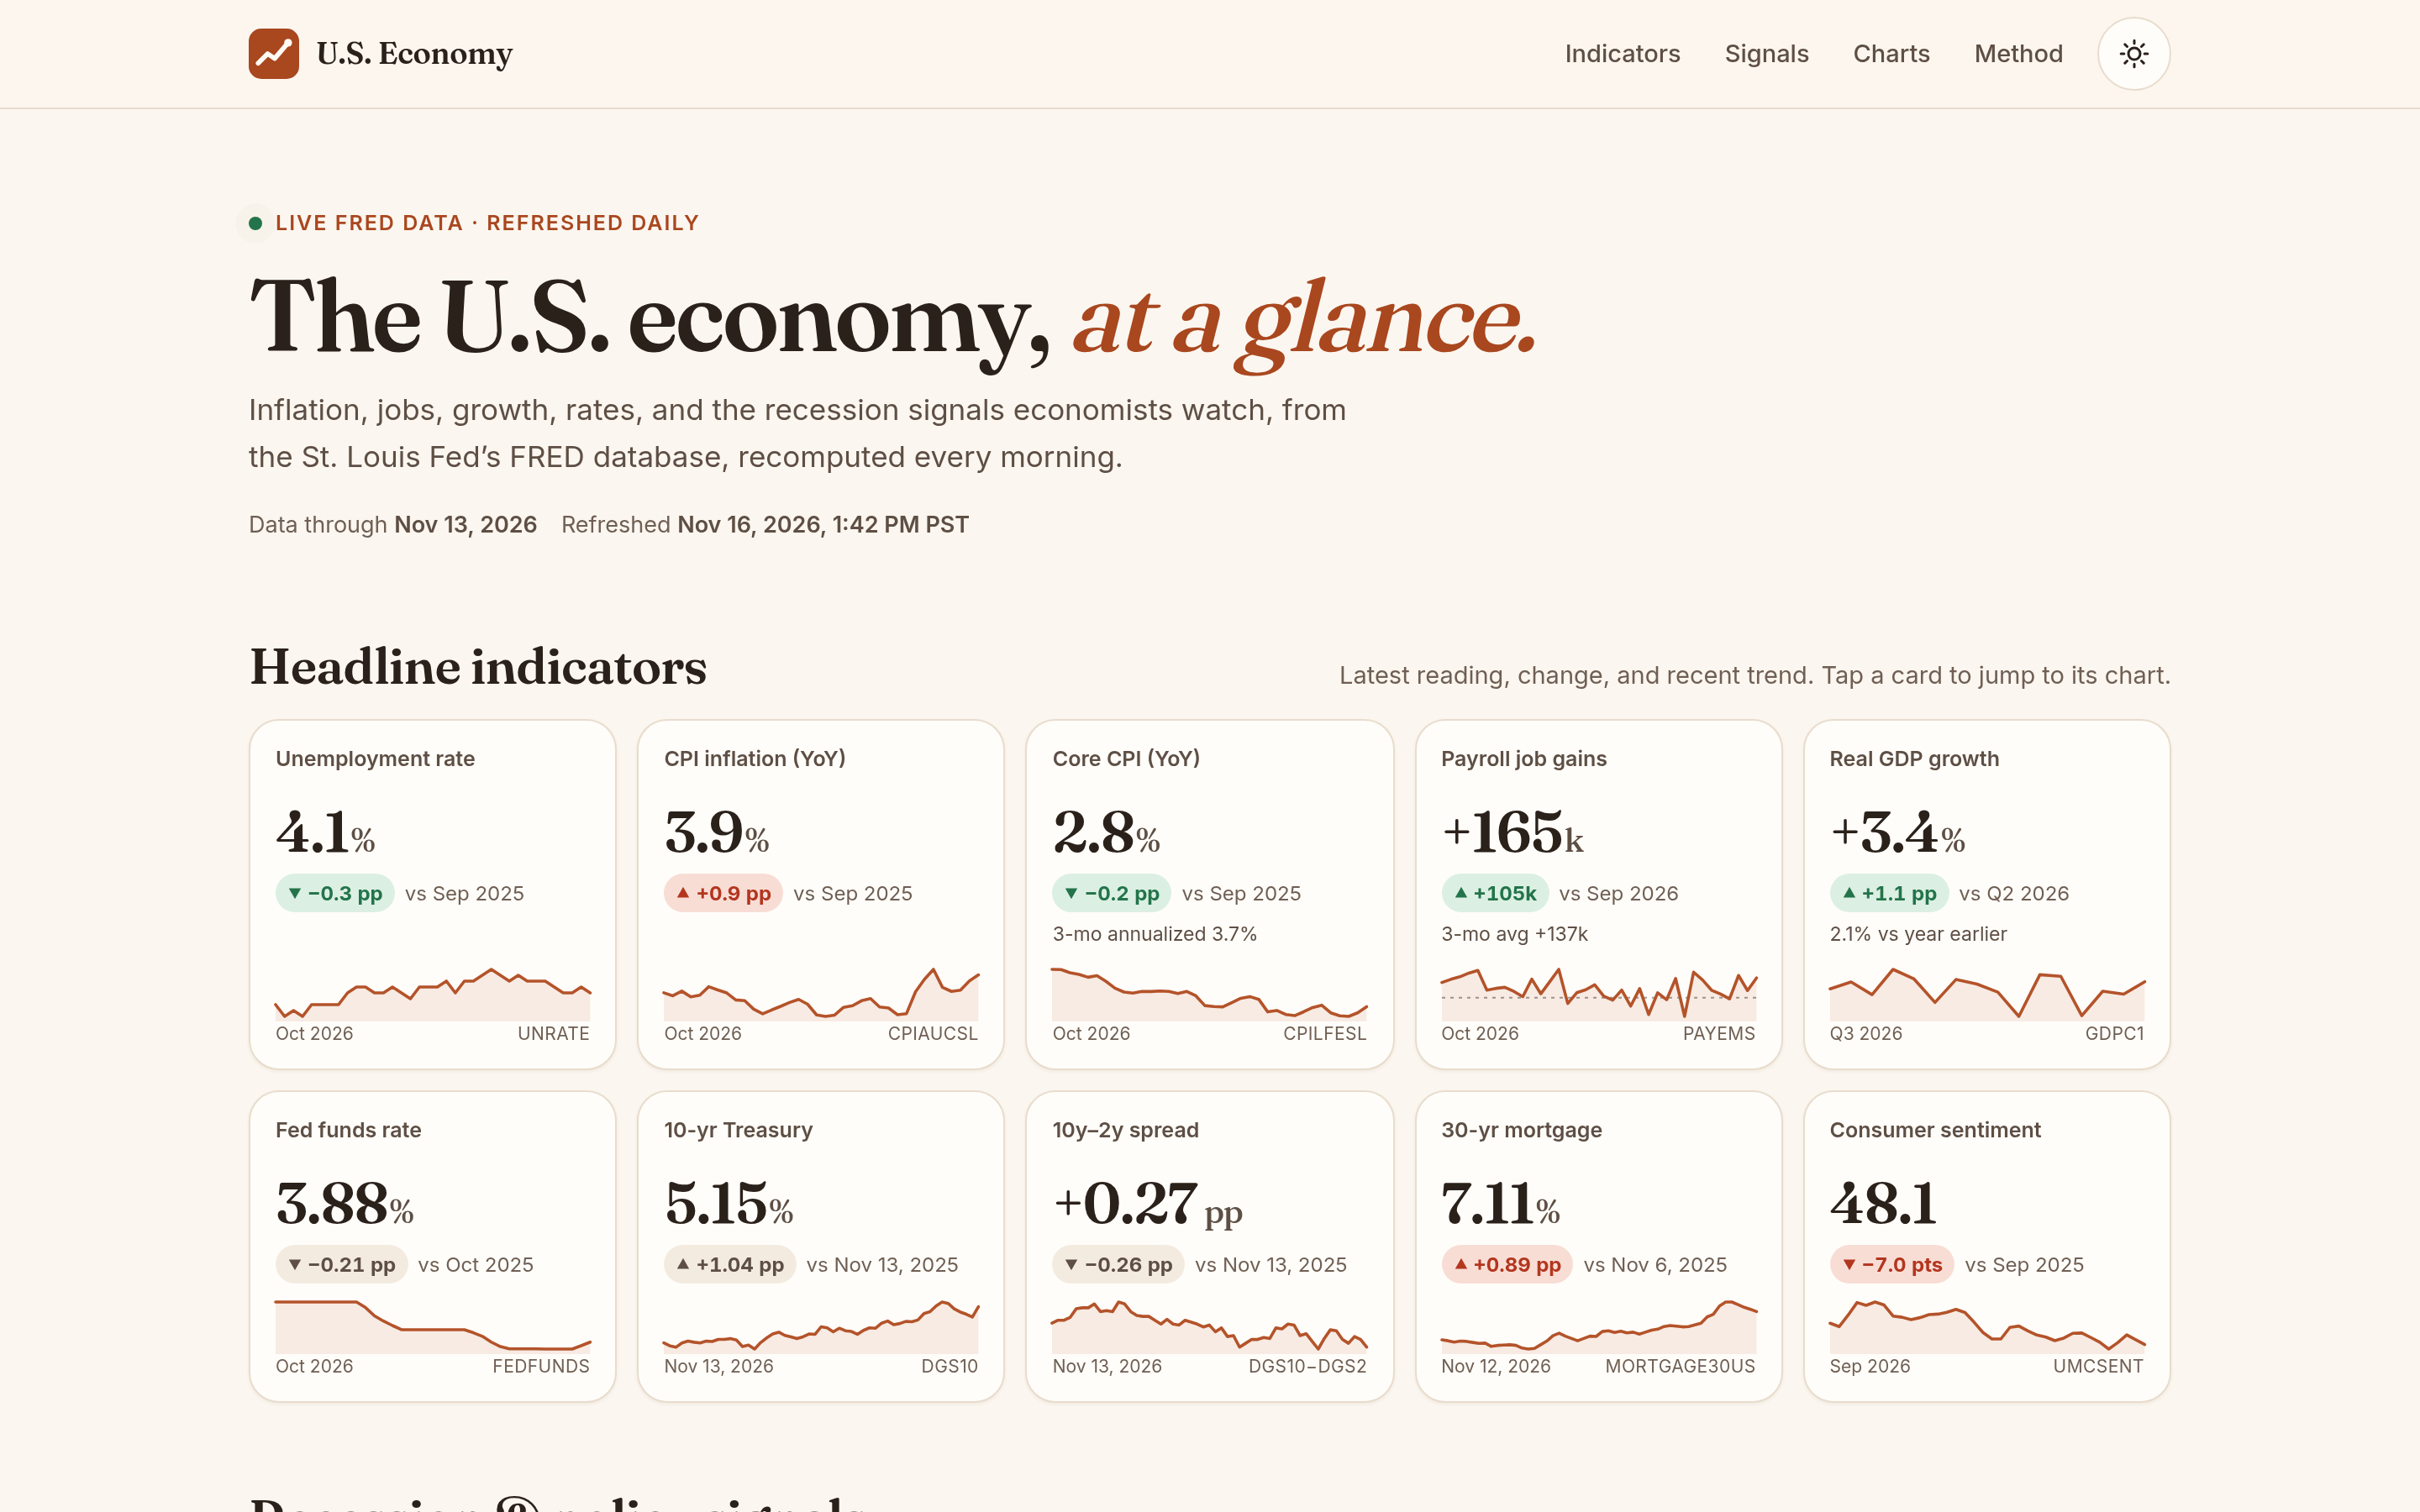 U.S. Economy
Indicators
Signals
Charts
Method
LIVE FRED DATA · REFRESHED DAILY
The U.S. economy, at a glance.
Inflation, jobs, growth, rates, and the recession signals economists watch, from
the St. Louis Fed’s FRED database, recomputed every morning.
Data through Nov 13, 2026 Refreshed Nov 16, 2026, 1:42 PM PST
Headline indicators
Latest reading, change, and recent trend. Tap a card to jump to its chart.
Unemployment rate
4.1%
▼ −0.3 pp vs Sep 2025
Oct 2026 UNRATE
CPI inflation (YoY)
3.9%
▲ +0.9 pp vs Sep 2025
Oct 2026 CPIAUCSL
Core CPI (YoY)
2.8%
▼ −0.2 pp vs Sep 2025
3-mo annualized 3.7%
Oct 2026 CPILFESL
Payroll job gains
+165k
▲ +105k vs Sep 2026
3-mo avg +137k
Oct 2026 PAYEMS
Real GDP growth
+3.4%
▲ +1.1 pp vs Q2 2026
2.1% vs year earlier
Q3 2026 GDPC1
Fed funds rate
3.88%
▼ −0.21 pp vs Oct 2025
Oct 2026 FEDFUNDS
10-yr Treasury
5.15%
▲ +1.04 pp vs Nov 13, 2025
Nov 13, 2026 DGS10
10y–2y spread
+0.27 pp
▼ −0.26 pp vs Nov 13, 2025
Nov 13, 2026 DGS10−DGS2
30-yr mortgage
7.11%
▲ +0.89 pp vs Nov 6, 2025
Nov 12, 2026 MORTGAGE30US
Consumer sentiment
48.1
▼ −7.0 pts vs Sep 2025
Sep 2026 UMCSENT
Recession & policy signals